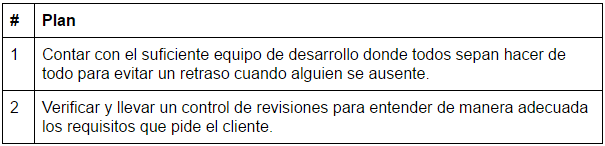 # Plan
1 Contar con el suficiente equipo de desarrollo donde todos sepan hacer de
todo para evitar un retraso cuando alguien se ausente.
2 Verificar y llevar un control de revisiones para entender de manera adecuada
los requisitos que pide el cliente.